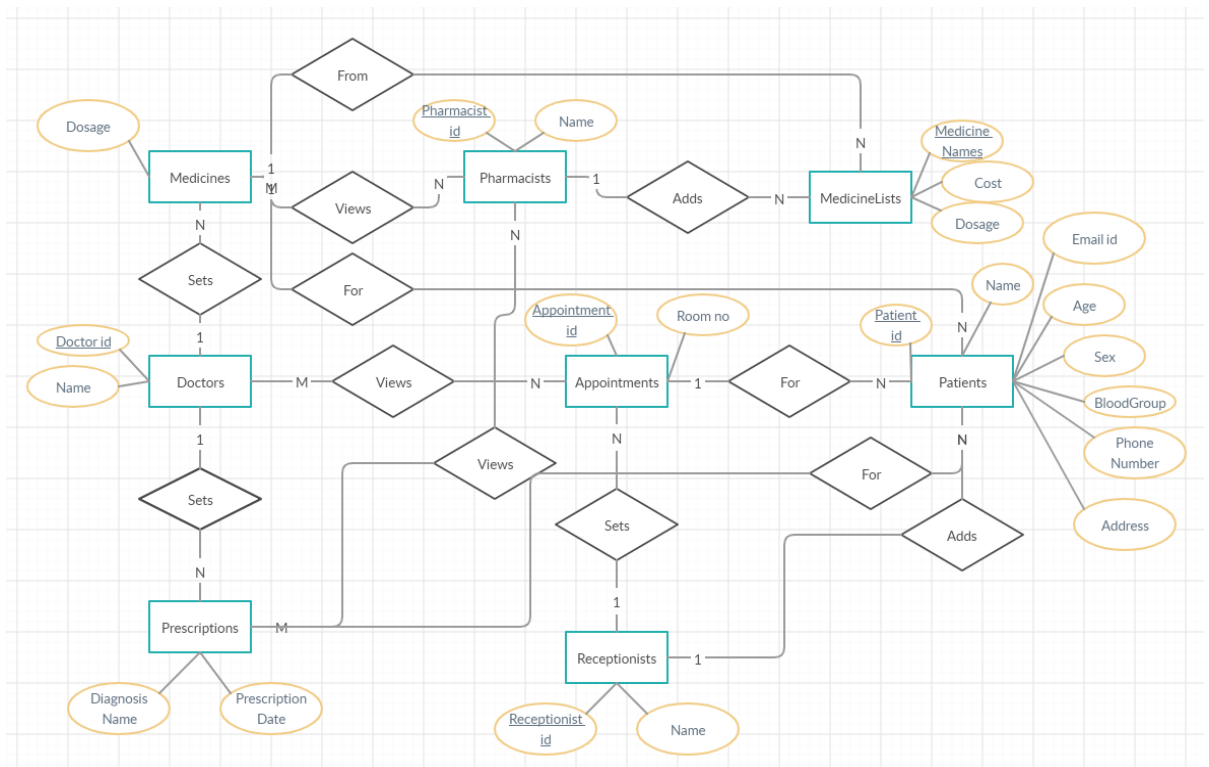 From
Dosage
Pharmacist
id
Name
Medicine
Names
N
1
M
1
Medicines
N
Pharmacists
1
Cost
Views
Adds
N
MedicineLists
Dosage
N
N
Email id
Sets
For
Name
Age
Appointment
id
Room no
Patient
id
N
1
Doctor id
Sex
Name
Doctors
M
Views
N
Appointments
1
For
N
Patients
BloodGroup
1
N
N
Phone
Number
Views
For
Sets
Sets
Adds
Address
N
1
Prescriptions
M
Receptionists
1
Diagnosis
Name
Prescription
Date
Receptionist
id
Name